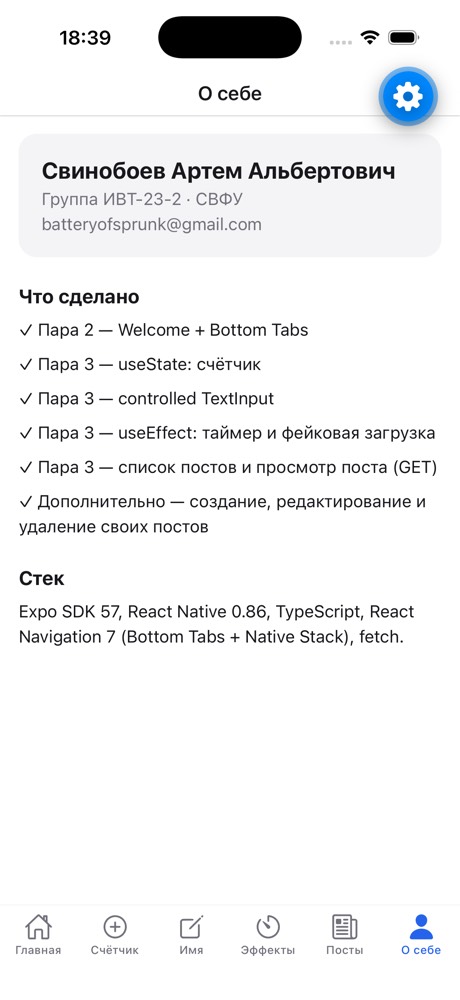 18:39
О себе
Свинобоев Артем Альбертович
Группа ИВТ-23-2 · СВФУ
batteryofsprunk@gmail.com
Что сделано
✓ Пара 2 — Welcome + Bottom Tabs
✓ Пара 3 — useState: счётчик
✓ Пара 3 — controlled TextInput
✓ Пара 3 — useEffect: таймер и фейковая загрузка
✓ Пара 3 — список постов и просмотр поста (GET)
✓ Дополнительно — создание, редактирование и
удаление своих постов
Стек
Expo SDK 57, React Native 0.86, TypeScript, React
Navigation 7 (Bottom Tabs + Native Stack), fetch.
Главная
Счётчик
Имя
Эффекты
Посты
О себе